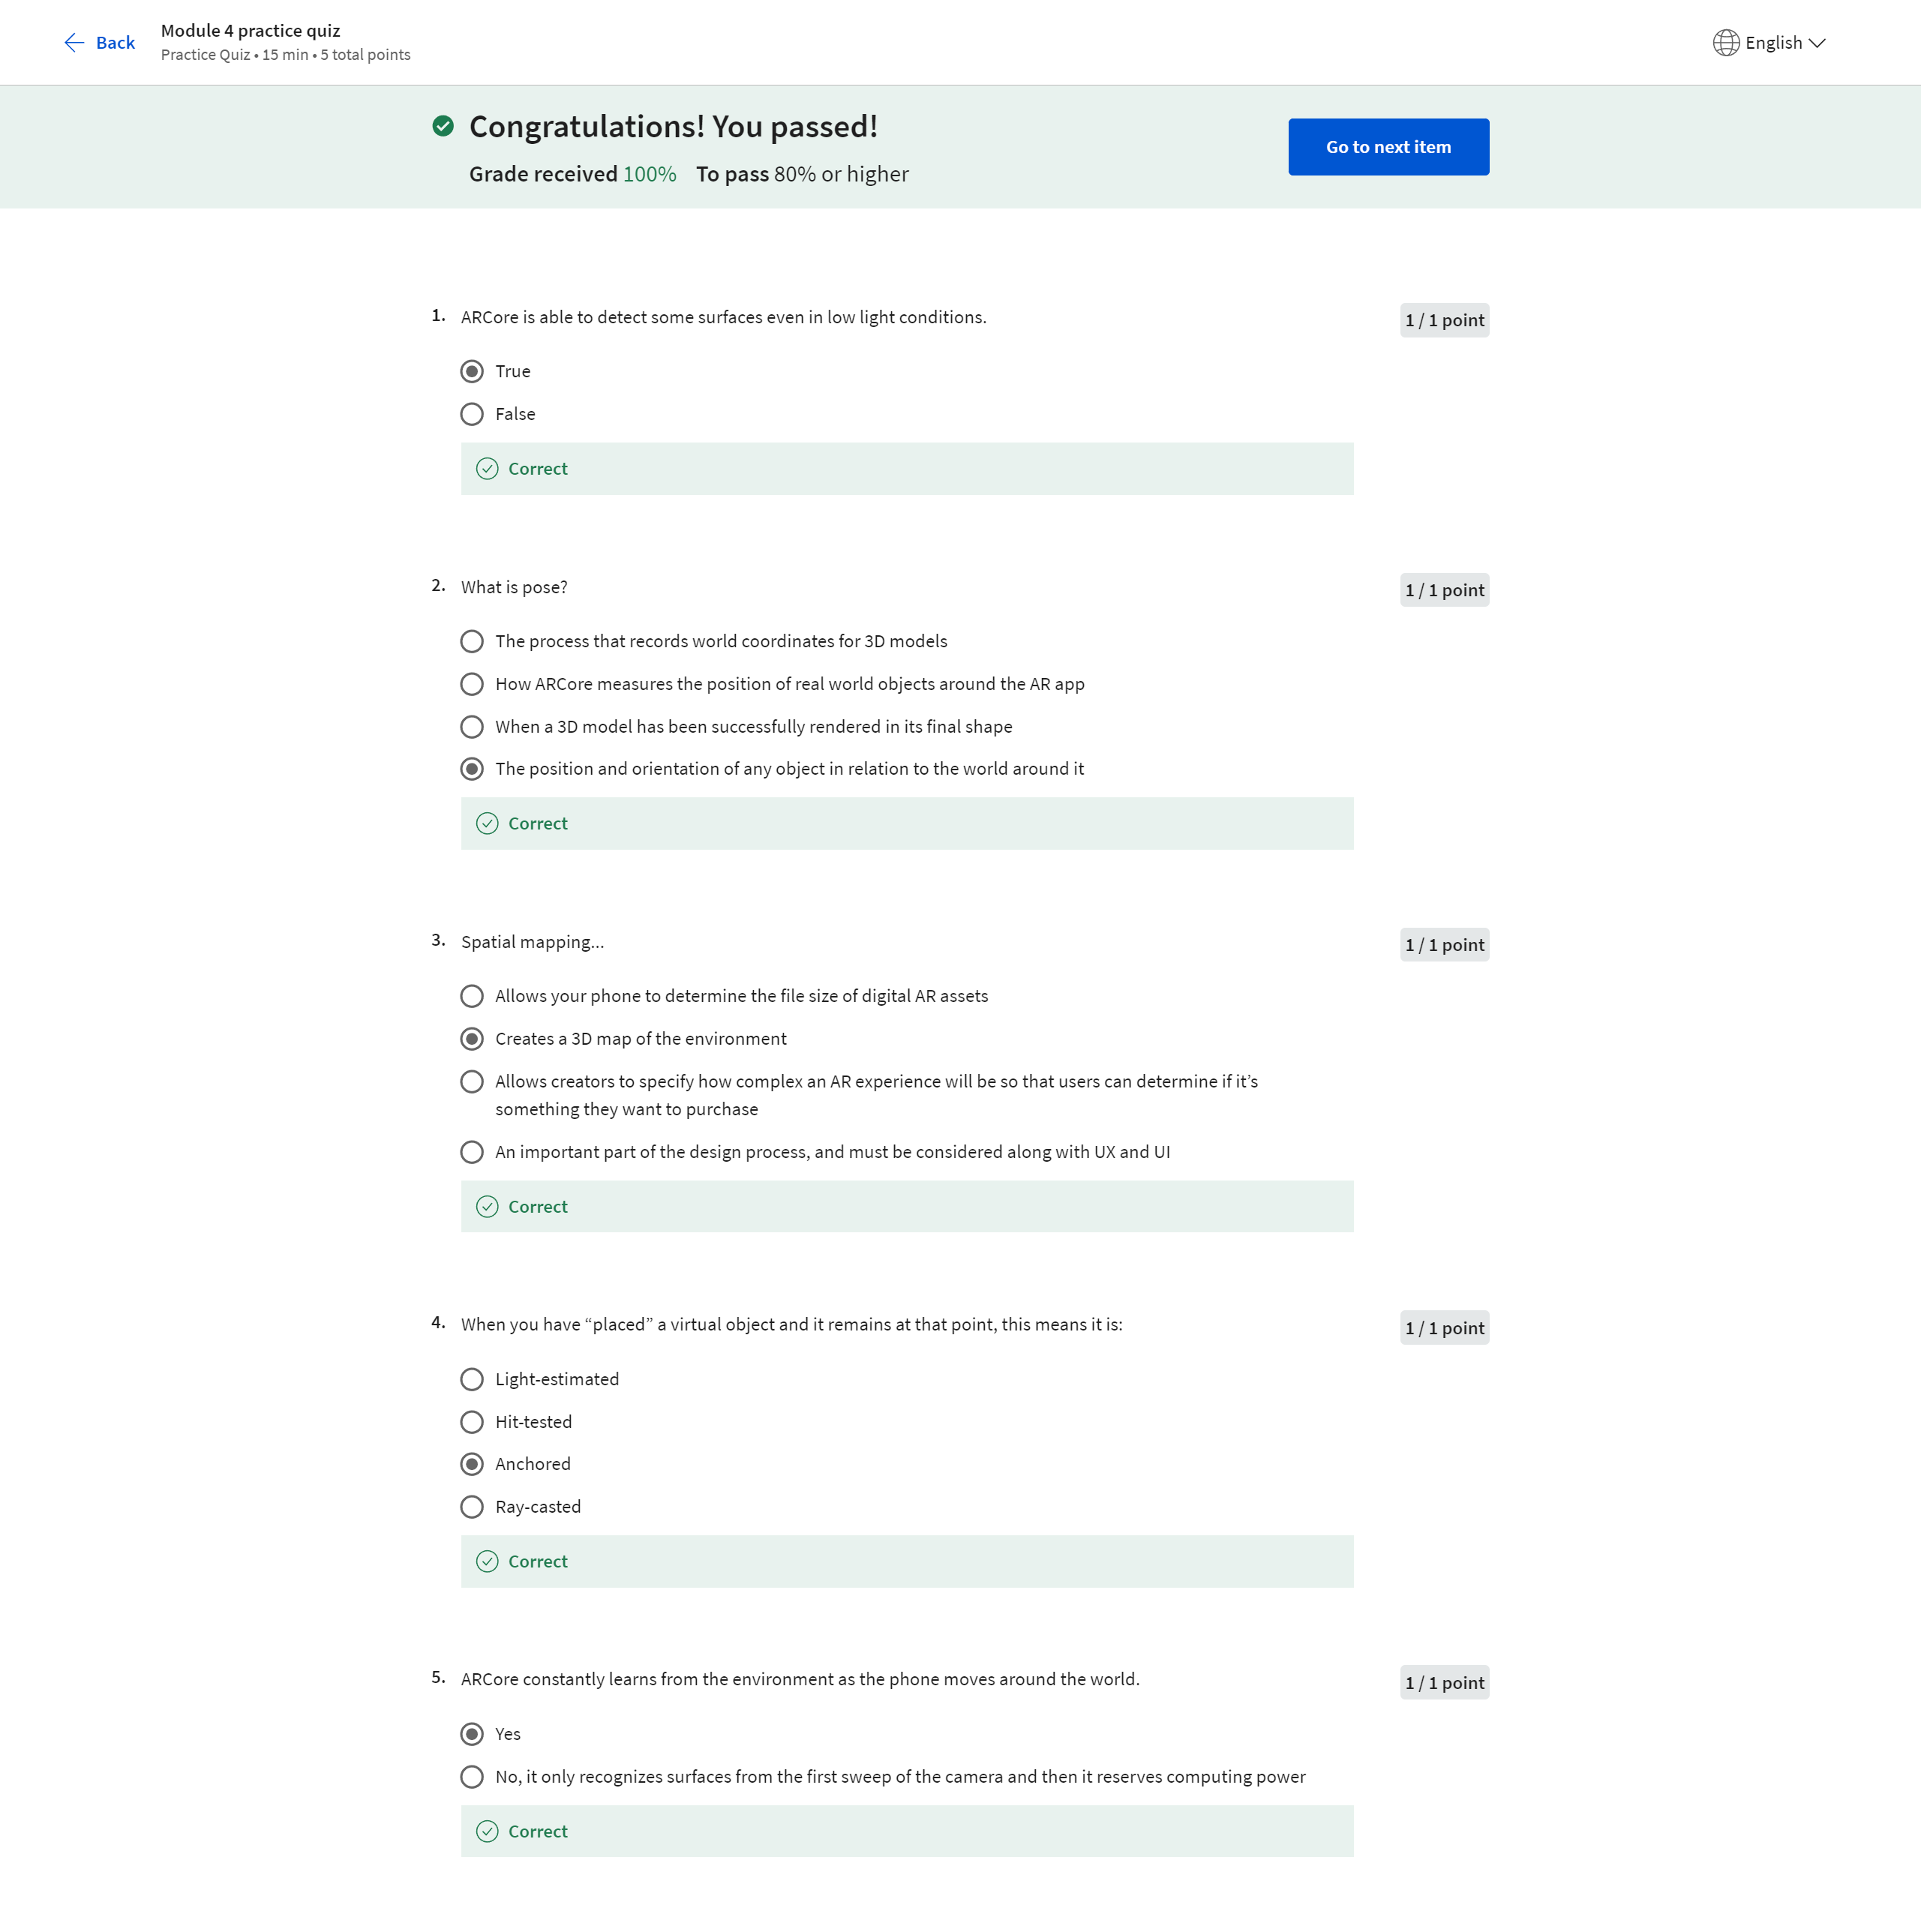 Back
Module 4 practice quiz
Practice Quiz • 15 min • 5 total points
English
Congratulations! You passed!
Grade received 100% To pass 80% or higher
Go to next item
1. ARCore is able to detect some surfaces even in low light conditions.
1 / 1 point
True
False
Correct
2. What is pose?
1 / 1 point
The process that records world coordinates for 3D models
How ARCore measures the position of real world objects around the AR app
When a 3D model has been successfully rendered in its final shape
The position and orientation of any object in relation to the world around it
Correct
3. Spatial mapping...
1 / 1 point
Allows your phone to determine the file size of digital AR assets
Creates a 3D map of the environment
Allows creators to specify how complex an AR experience will be so that users can determine if it’s
something they want to purchase
An important part of the design process, and must be considered along with UX and UI
Correct
4. When you have “placed” a virtual object and it remains at that point, this means it is:
1 / 1 point
Light-estimated
Hit-tested
Anchored
Ray-casted
Correct
5. ARCore constantly learns from the environment as the phone moves around the world.
1 / 1 point
Yes
No, it only recognizes surfaces from the first sweep of the camera and then it reserves computing power
Correct